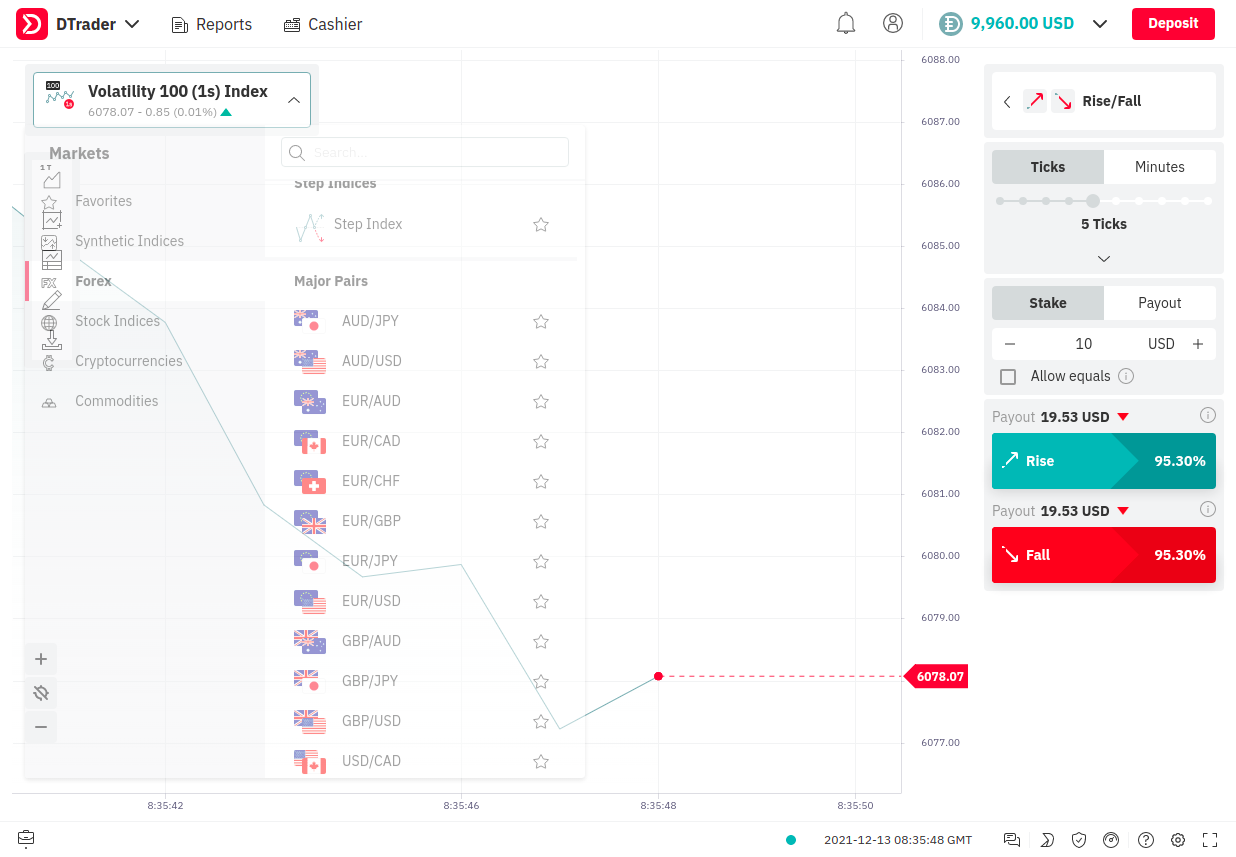 DTrader
Reports
Cashier
9,960.00 USD
Deposit
100
1s
Volatility 100 (1s) Index
6078.07 - 0.85 (0.01%)
Markets
Search...
1T
Favorites
Synthetic Indices
Forex
FX
Stock Indices
Cryptocurrencies
Commodities
Step Indices
Step Index
Major Pairs
AUD/JPY
AUD/USD
EUR/AUD
EUR/CAD
EUR/CHF
EUR/GBP
EUR/JPY
EUR/USD
GBP/AUD
GBP/JPY
GBP/USD
USD/CAD
6088.00
6087.00
6086.00
6085.00
6084.00
6083.00
6082.00
6081.00
6080.00
6079.00
6078.07
6077.00
8:35:42
8:35:46
8:35:48
8:35:50
Rise/Fall
Ticks
Minutes
5 Ticks
Stake
Payout
10
USD
Allow equals
Payout 19.53 USD
Rise
95.30%
Payout 19.53 USD
Fall
95.30%
2021-12-13 08:35:48 GMT